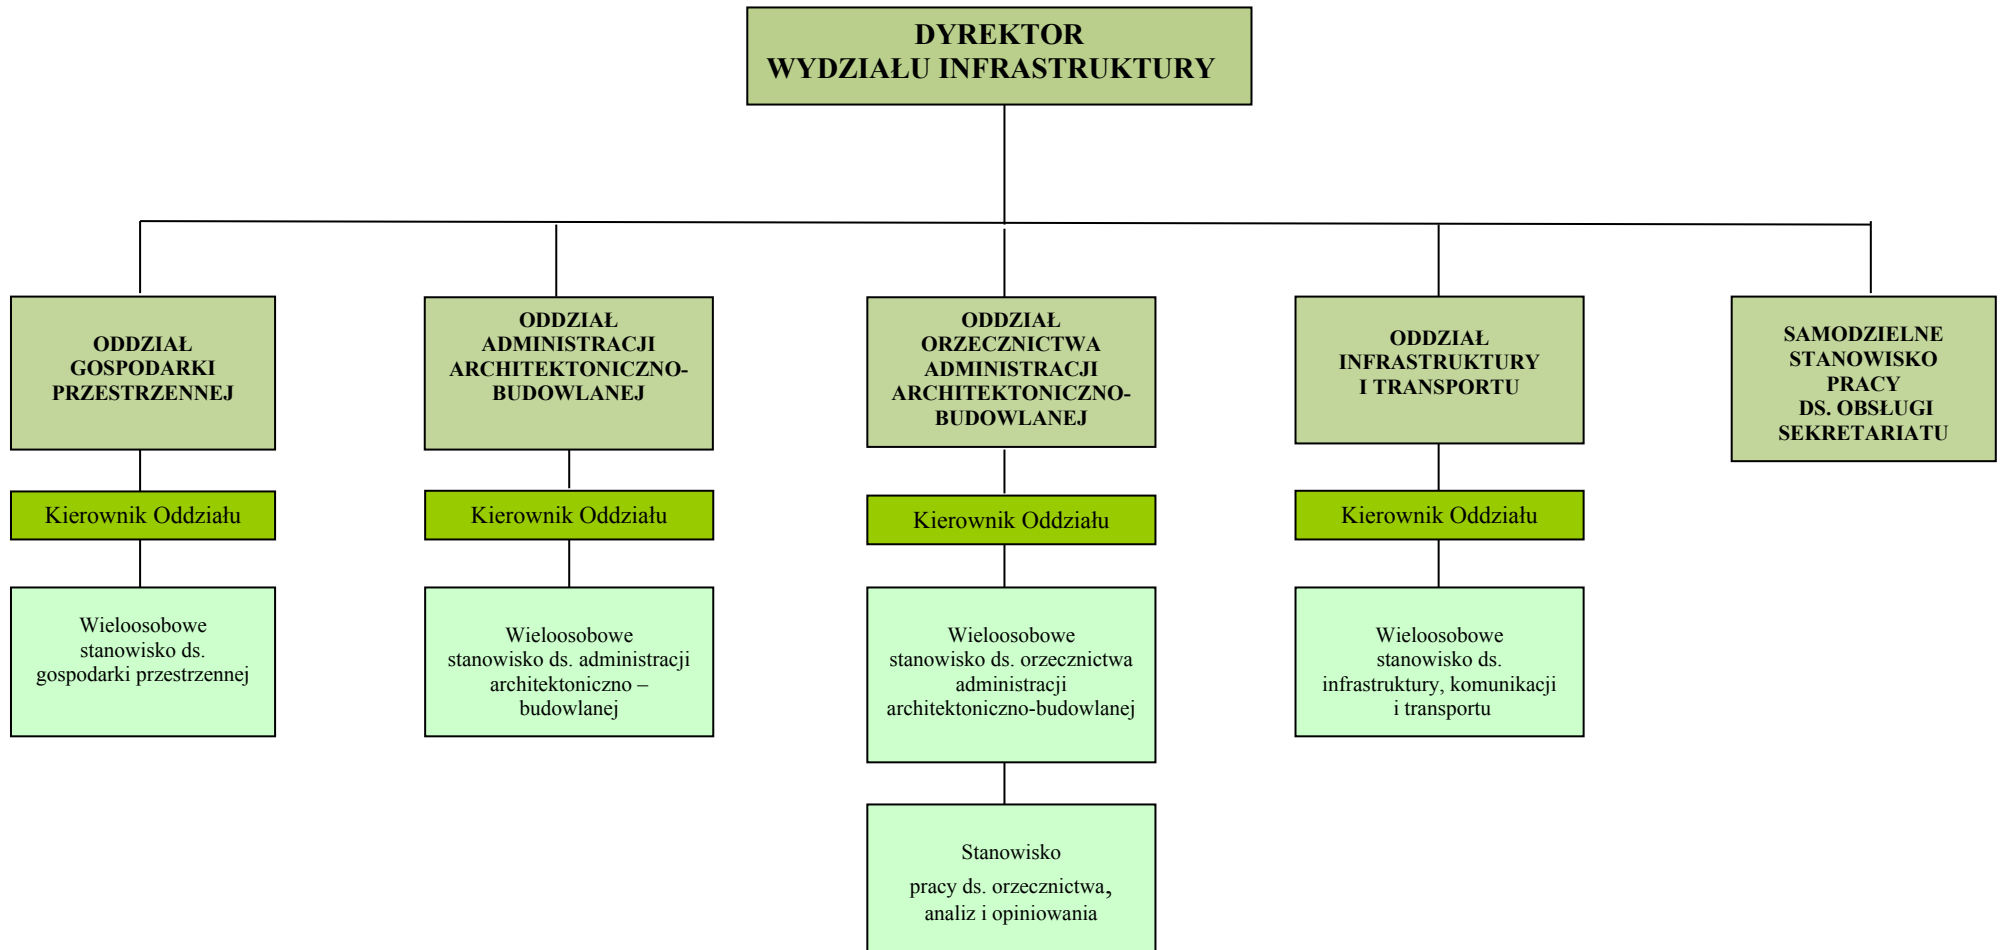 DYREKTOR
WYDZIAŁU INFRASTRUKTURY
ODDZIAŁ
GOSPODARKI
PRZESTRZENNEJ
ODDZIAŁ
ADMINISTRACJI
ARCHITEKTONICZNO-
BUDOWLANEJ
ODDZIAŁ
ORZECNICTWA
ADMINISTRACJI
ARCHITEKTONICZNO-
BUDOWLANEJ
ODDZIAŁ
INFRASTRUKTURY
I TRANSPORTU
SAMODZIELNE
STANOWISKO
PRACY
DS. OBSŁUGI
SEKRETARIATU
Kierownik Oddziału
Kierownik Oddziału
Kierownik Oddziału
Kierownik Oddziału
Wieloosobowe
stanowisko ds.
gospodarki przestrzennej
Wieloosobowe
stanowisko ds. administracji
architektoniczno –
budowlanej
Wieloosobowe
stanowisko ds. orzecznictwa
administracji
architektoniczno-budowlanej
Wieloosobowe
stanowisko ds.
infrastruktury, komunikacji
i transportu
Stanowisko
pracy ds. orzecznictwa,
analiz i opiniowania